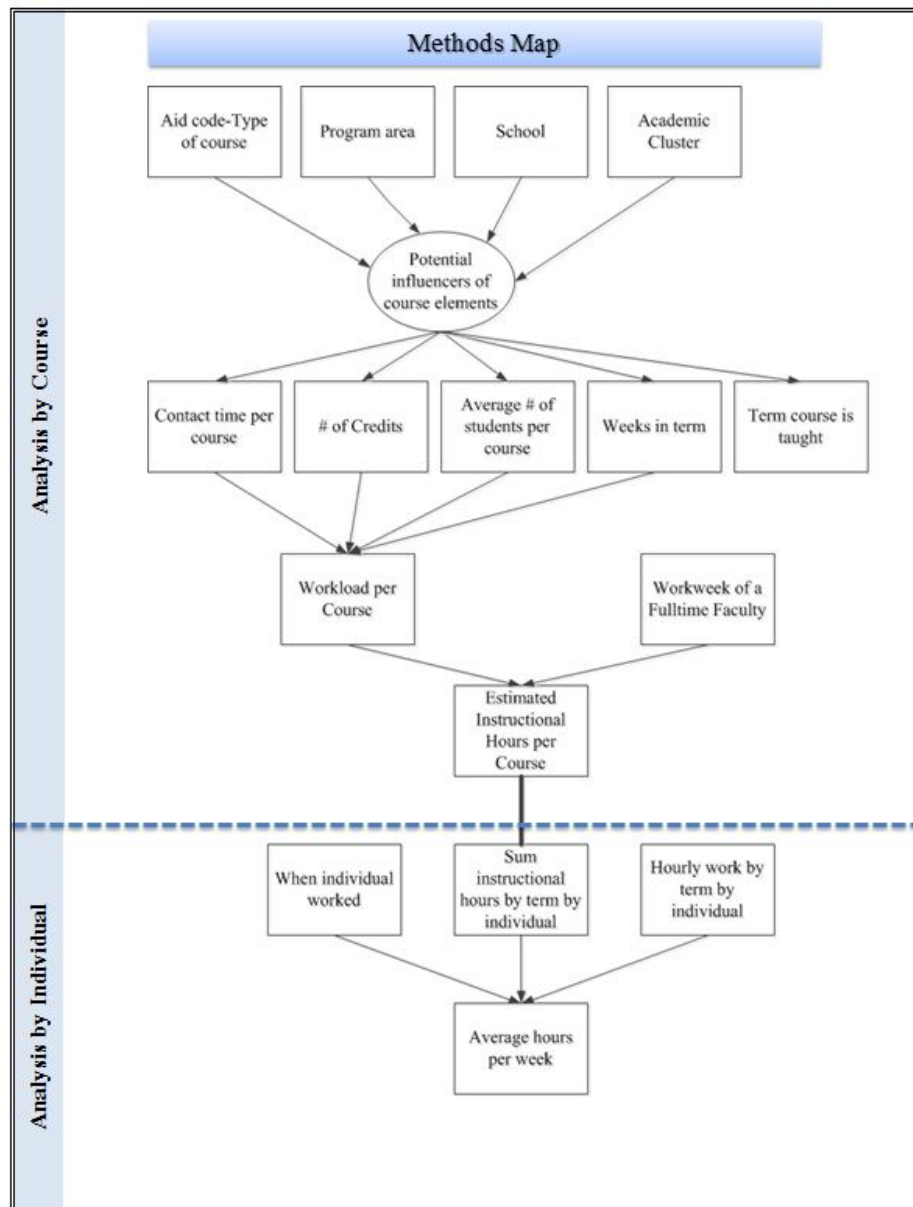 Methods Map
Analysis by Course
Aid code-Type
of course
Program area
School
Academic
Cluster
Potential
influencers of
course elements
Contact time per
course
# of Credits
Average # of
students per
course
Weeks in term
Term course is
taught
Workload per
Course
Workweek of a
Fulltime Faculty
Estimated
Instructional
Hours per
Course
Analysis by Individual
When individual
worked
Sum
instructional
hours by term by
individual
Hourly work by
term by
individual
Average hours
per week